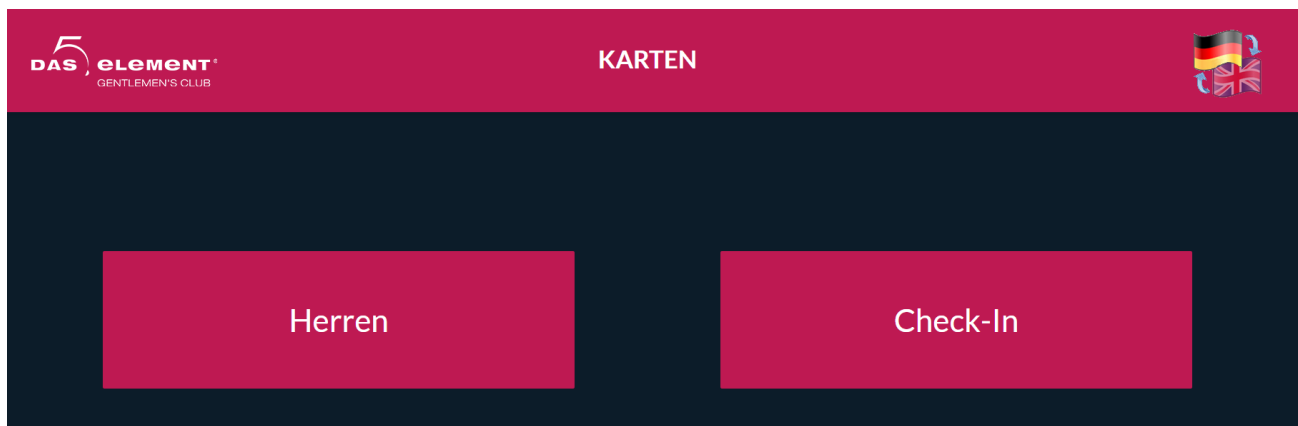 5
DAS element®
GENTLEMEN'S CLUB
KARTEN
Herren
Check-In